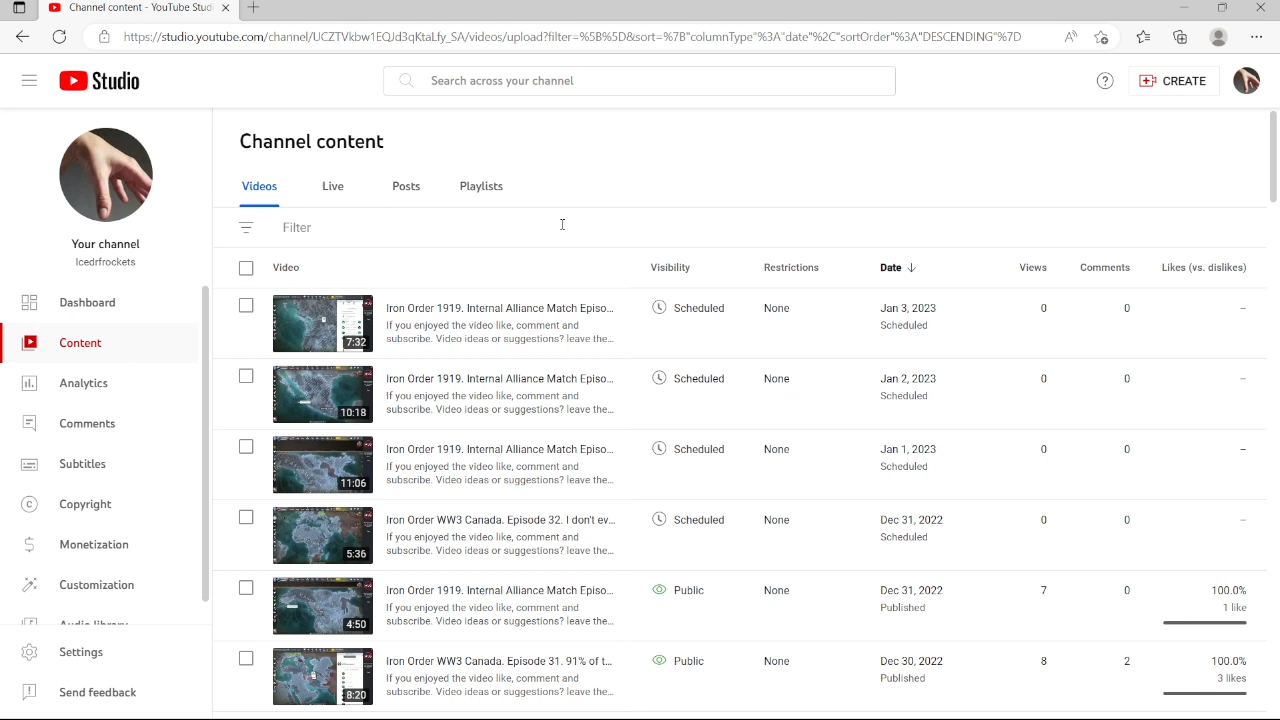 Channel content - YouTube Studi
https://studio.youtube.com/channel/UCZTVkbw1EQJd3qKtaLfy_SA/videos/upload?filter=%5B%5D&sort=%7B"columnType"%3A"date"%2C"sortOrder"%3A"DESCENDING"%7D
Studio
Search across your channel
CREATE
Your channel
Icedrfrockets
Dashboard
Content
Analytics
Comments
Subtitles
Copyright
Monetization
Customization
Audio library
Settings
Send feedback
Channel content
Videos Live Posts Playlists
Filter
Video Visibility Restrictions Date Views Comments Likes (vs. dislikes)
Iron Order 1919. Internal Alliance Match Episo... Scheduled None Jan 3, 2023 0 0 –
If you enjoyed the video like, comment and Scheduled
subscribe. Video ideas or suggestions? leave the...
7:32
Iron Order 1919. Internal Alliance Match Episo... Scheduled None Jan 2, 2023 0 0 –
If you enjoyed the video like, comment and Scheduled
subscribe. Video ideas or suggestions? leave the...
10:18
Iron Order 1919. Internal Alliance Match Episo... Scheduled None Jan 1, 2023 0 0 –
If you enjoyed the video like, comment and Scheduled
subscribe. Video ideas or suggestions? leave the...
11:06
Iron Order WW3 Canada. Episode 32. I don't ev... Scheduled None Dec 31, 2022 0 0 –
If you enjoyed the video like, comment and Scheduled
subscribe. Video ideas or suggestions? leave the...
5:36
Iron Order 1919. Internal Alliance Match Episo... Public None Dec 31, 2022 7 0 100.0%
If you enjoyed the video like, comment and Published 1 like
subscribe. Video ideas or suggestions? leave the...
4:50
Iron Order WW3 Canada. Episode 31. 31% of t... Public None Dec 30, 2022 100.0%
If you enjoyed the video like, comment and Published 3 likes
subscribe. Video ideas or suggestions? leave the...
8:20